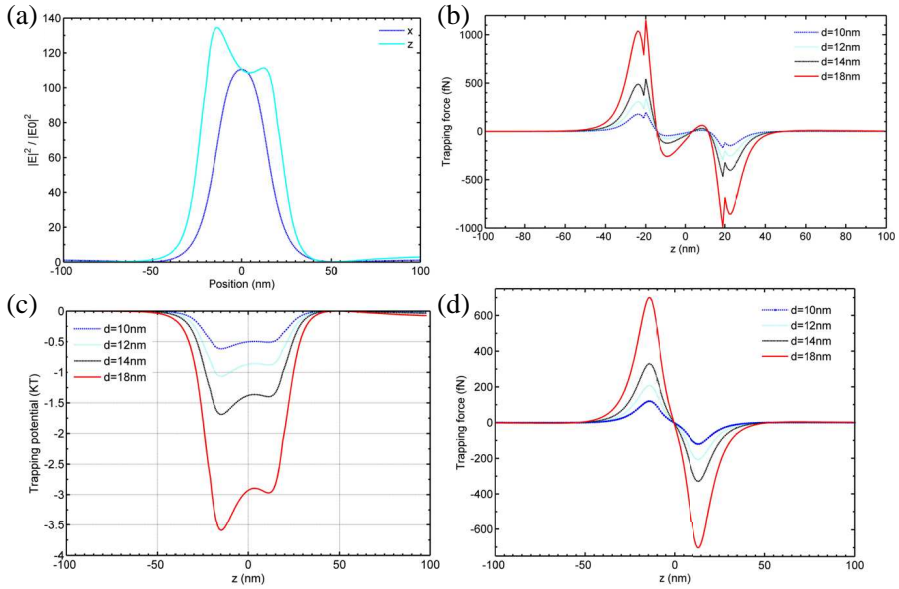 (a)
140
120
100
80
60
40
20
0
|E|² / |E0|²
-100
-50
0
50
100
Position (nm)
x
z
(b)
1000
500
0
-500
-1000
Trapping force (fN)
-100
-80
-60
-40
-20
0
20
40
60
80
100
z (nm)
d=10nm
d=12nm
d=14nm
d=18nm
(c)
0
-0.5
-1
-1.5
-2
-2.5
-3
-3.5
-4
Trapping potential (KT)
-100
-50
0
50
100
z (nm)
d=10nm
d=12nm
d=14nm
d=18nm
(d)
600
400
200
0
-200
-400
-600
Trapping force (fN)
-100
-50
0
50
100
z (nm)
d=10nm
d=12nm
d=14nm
d=18nm